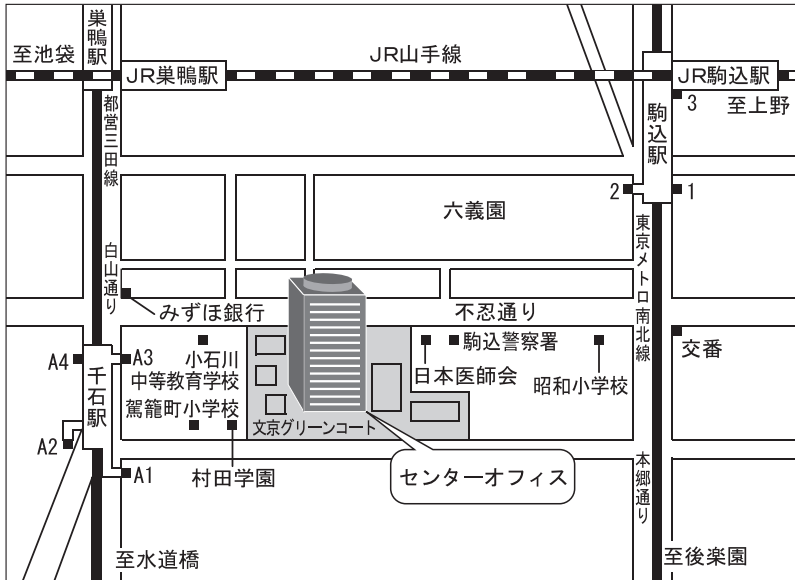 巣鴨駅
至池袋
JR山手線
JR巣鴨駅
JR駒込駅
3
至上野
都営三田線
駒込駅
2
1
六義園
東京メトロ南北線
白山通り
みずほ銀行
不忍通り
A4
A3
小石川
中等教育学校
駒込警察署
日本医師会
昭和小学校
交番
千石駅
駕籠町小学校
文京グリーンコート
A2
A1
村田学園
センターオフィス
本郷通り
至水道橋
至後楽園